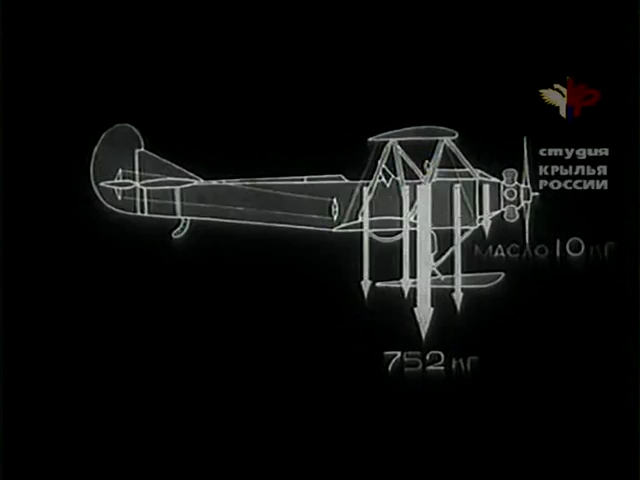 студия
КРЫЛЬЯ
РОССИИ
МАСЛО 10 КГ
752 КГ